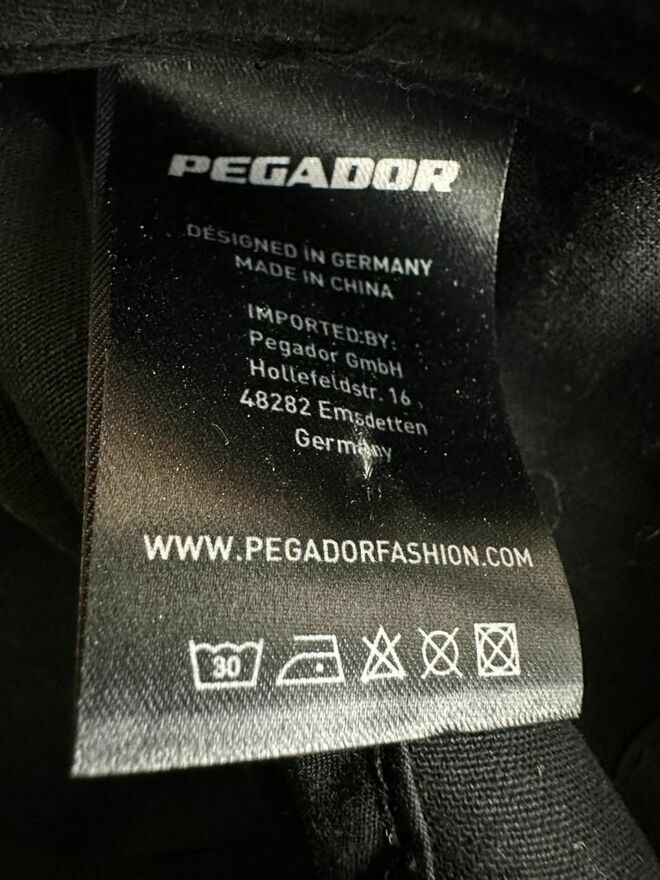 PEGADOR
DESIGNED IN GERMANY
MADE IN CHINA
IMPORTED BY:
Pegador GmbH
Hollefeldstr. 16
48282 Emsdetten
Germany
WWW.PEGADORFASHION.COM
30